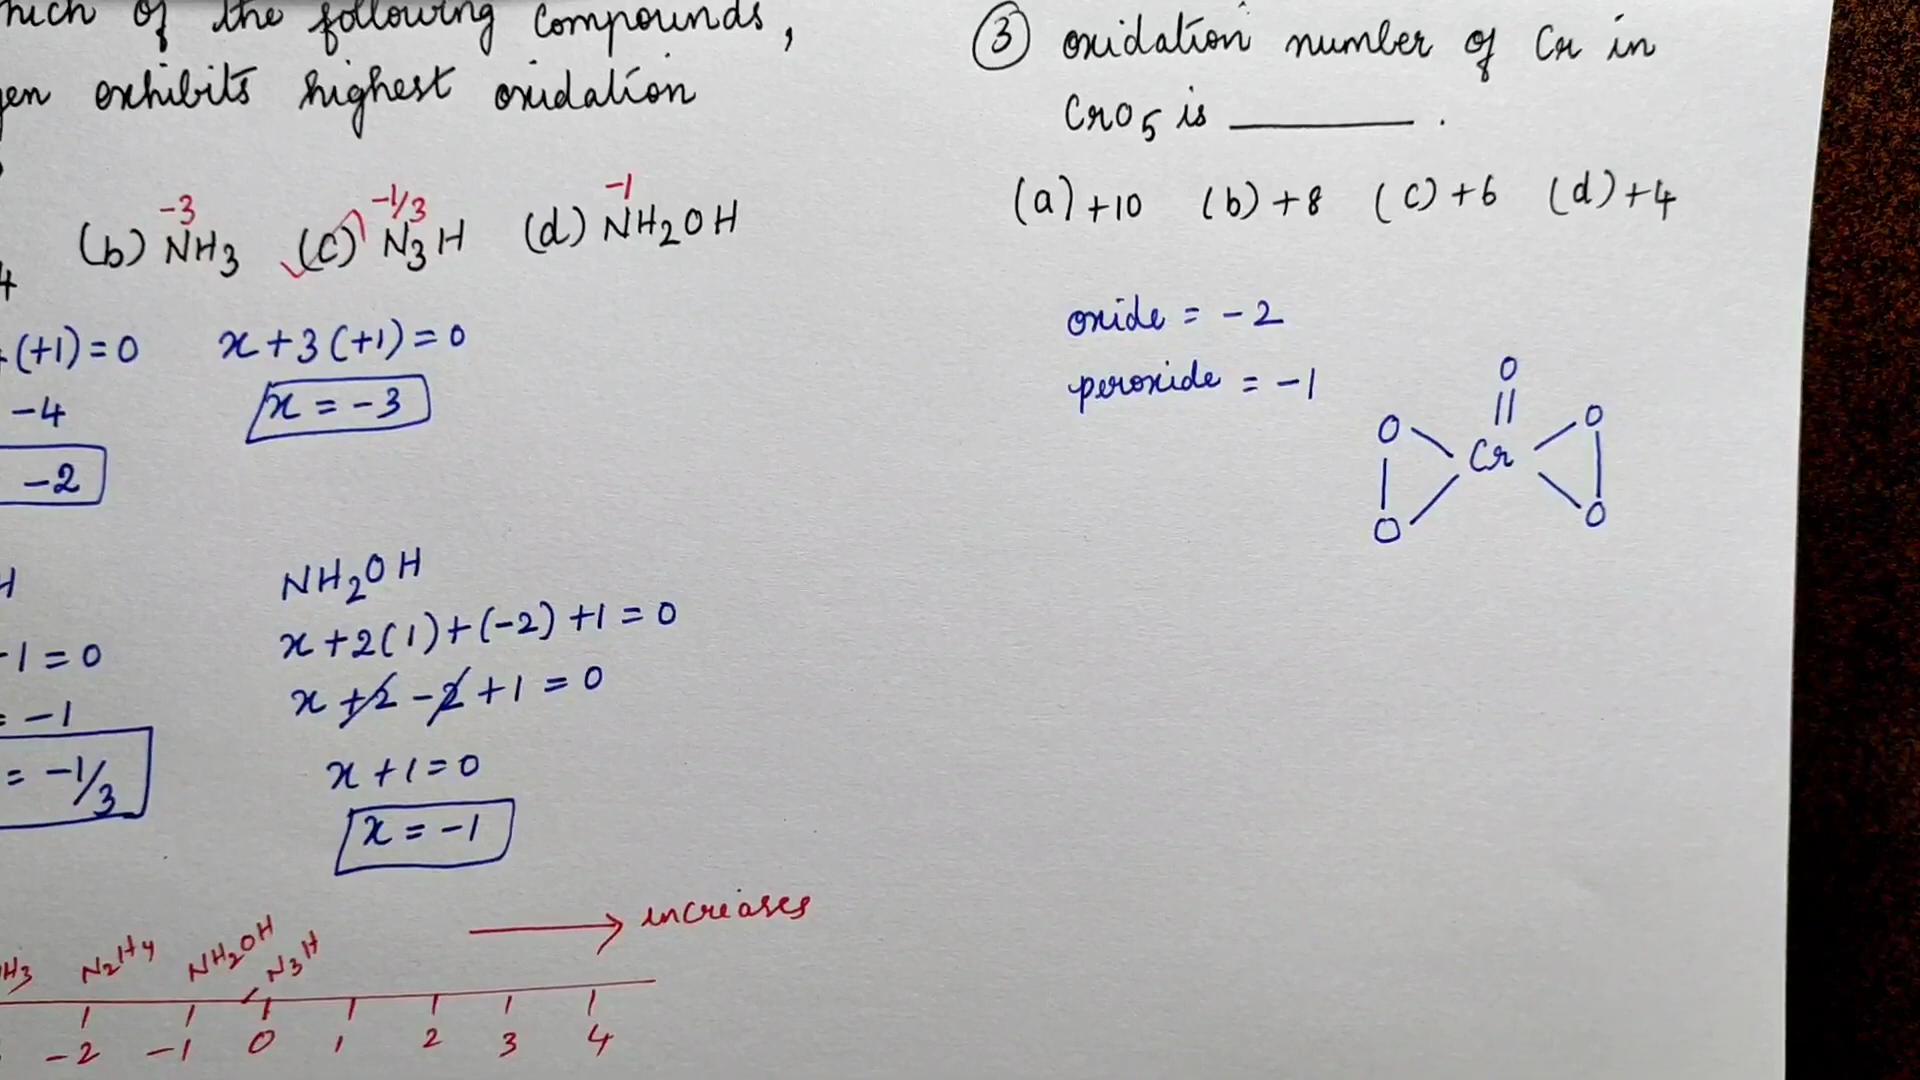 of the following compounds,
exhibits highest oxidation
-3 -1/3 -1
(b) NH3 (c) N3H (d) NH2OH
(+1) = 0 x + 3 (+1) = 0
-4 x = -3
-2
NH2OH
-1 = 0 x + 2(1) + (-2) + 1 = 0
= -1 x +2 -2 +1 = 0
= -1/3 x + 1 = 0
x = -1
→ increases
H3 N2H4 NH2OH N3H
-2 -1 0 1 2 3 4
③ oxidation number of Cr in
CrO5 is ________ .
(a) +10 (b) +8 (c) +6 (d) +4
oxide = -2
peroxide = -1
O
O Cr O
O O